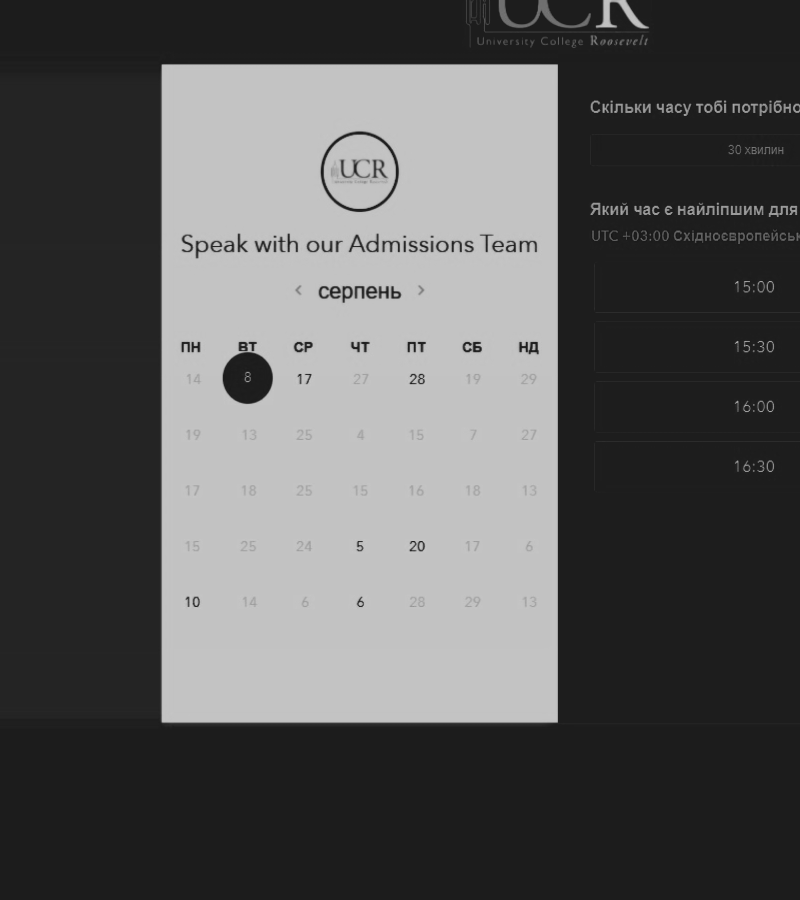 UCR
University College Roosevelt
UCR
Speak with our Admissions Team
< серпень >
ПН ВТ СР ЧТ ПТ СБ НД
14 8 17 27 28 19 29
19 13 25 4 15 7 27
17 18 25 15 16 18 13
15 25 24 5 20 17 6
10 14 6 6 28 29 13
Скільки часу тобі потрібно
30 хвилин
Який час є найліпшим для
UTC +03:00 Східноєвропейськ
15:00
15:30
16:00
16:30